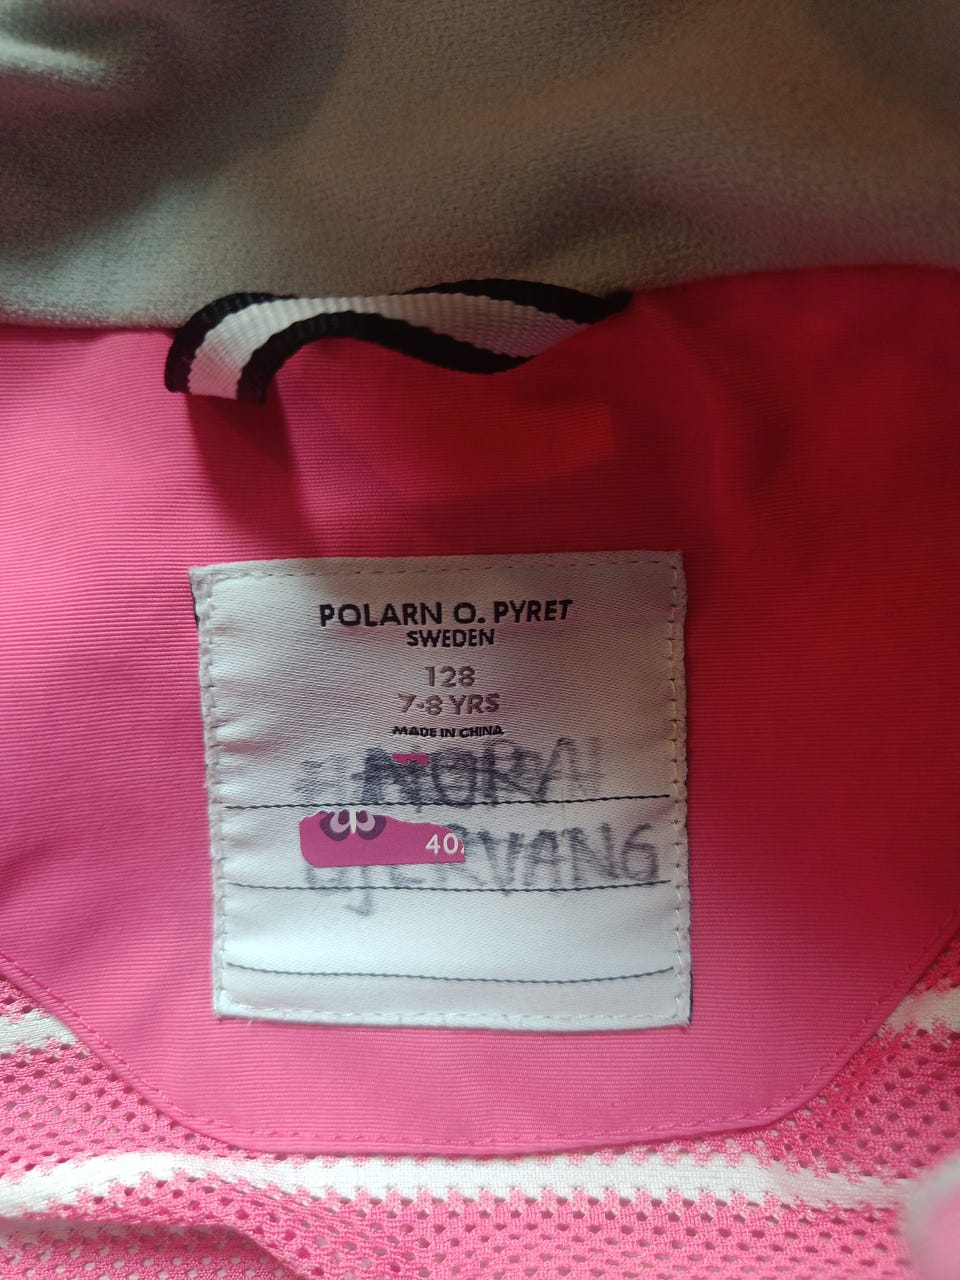 POLARN O. PYRET
SWEDEN
128
7-8 YRS
MADE IN CHINA
NORA
40